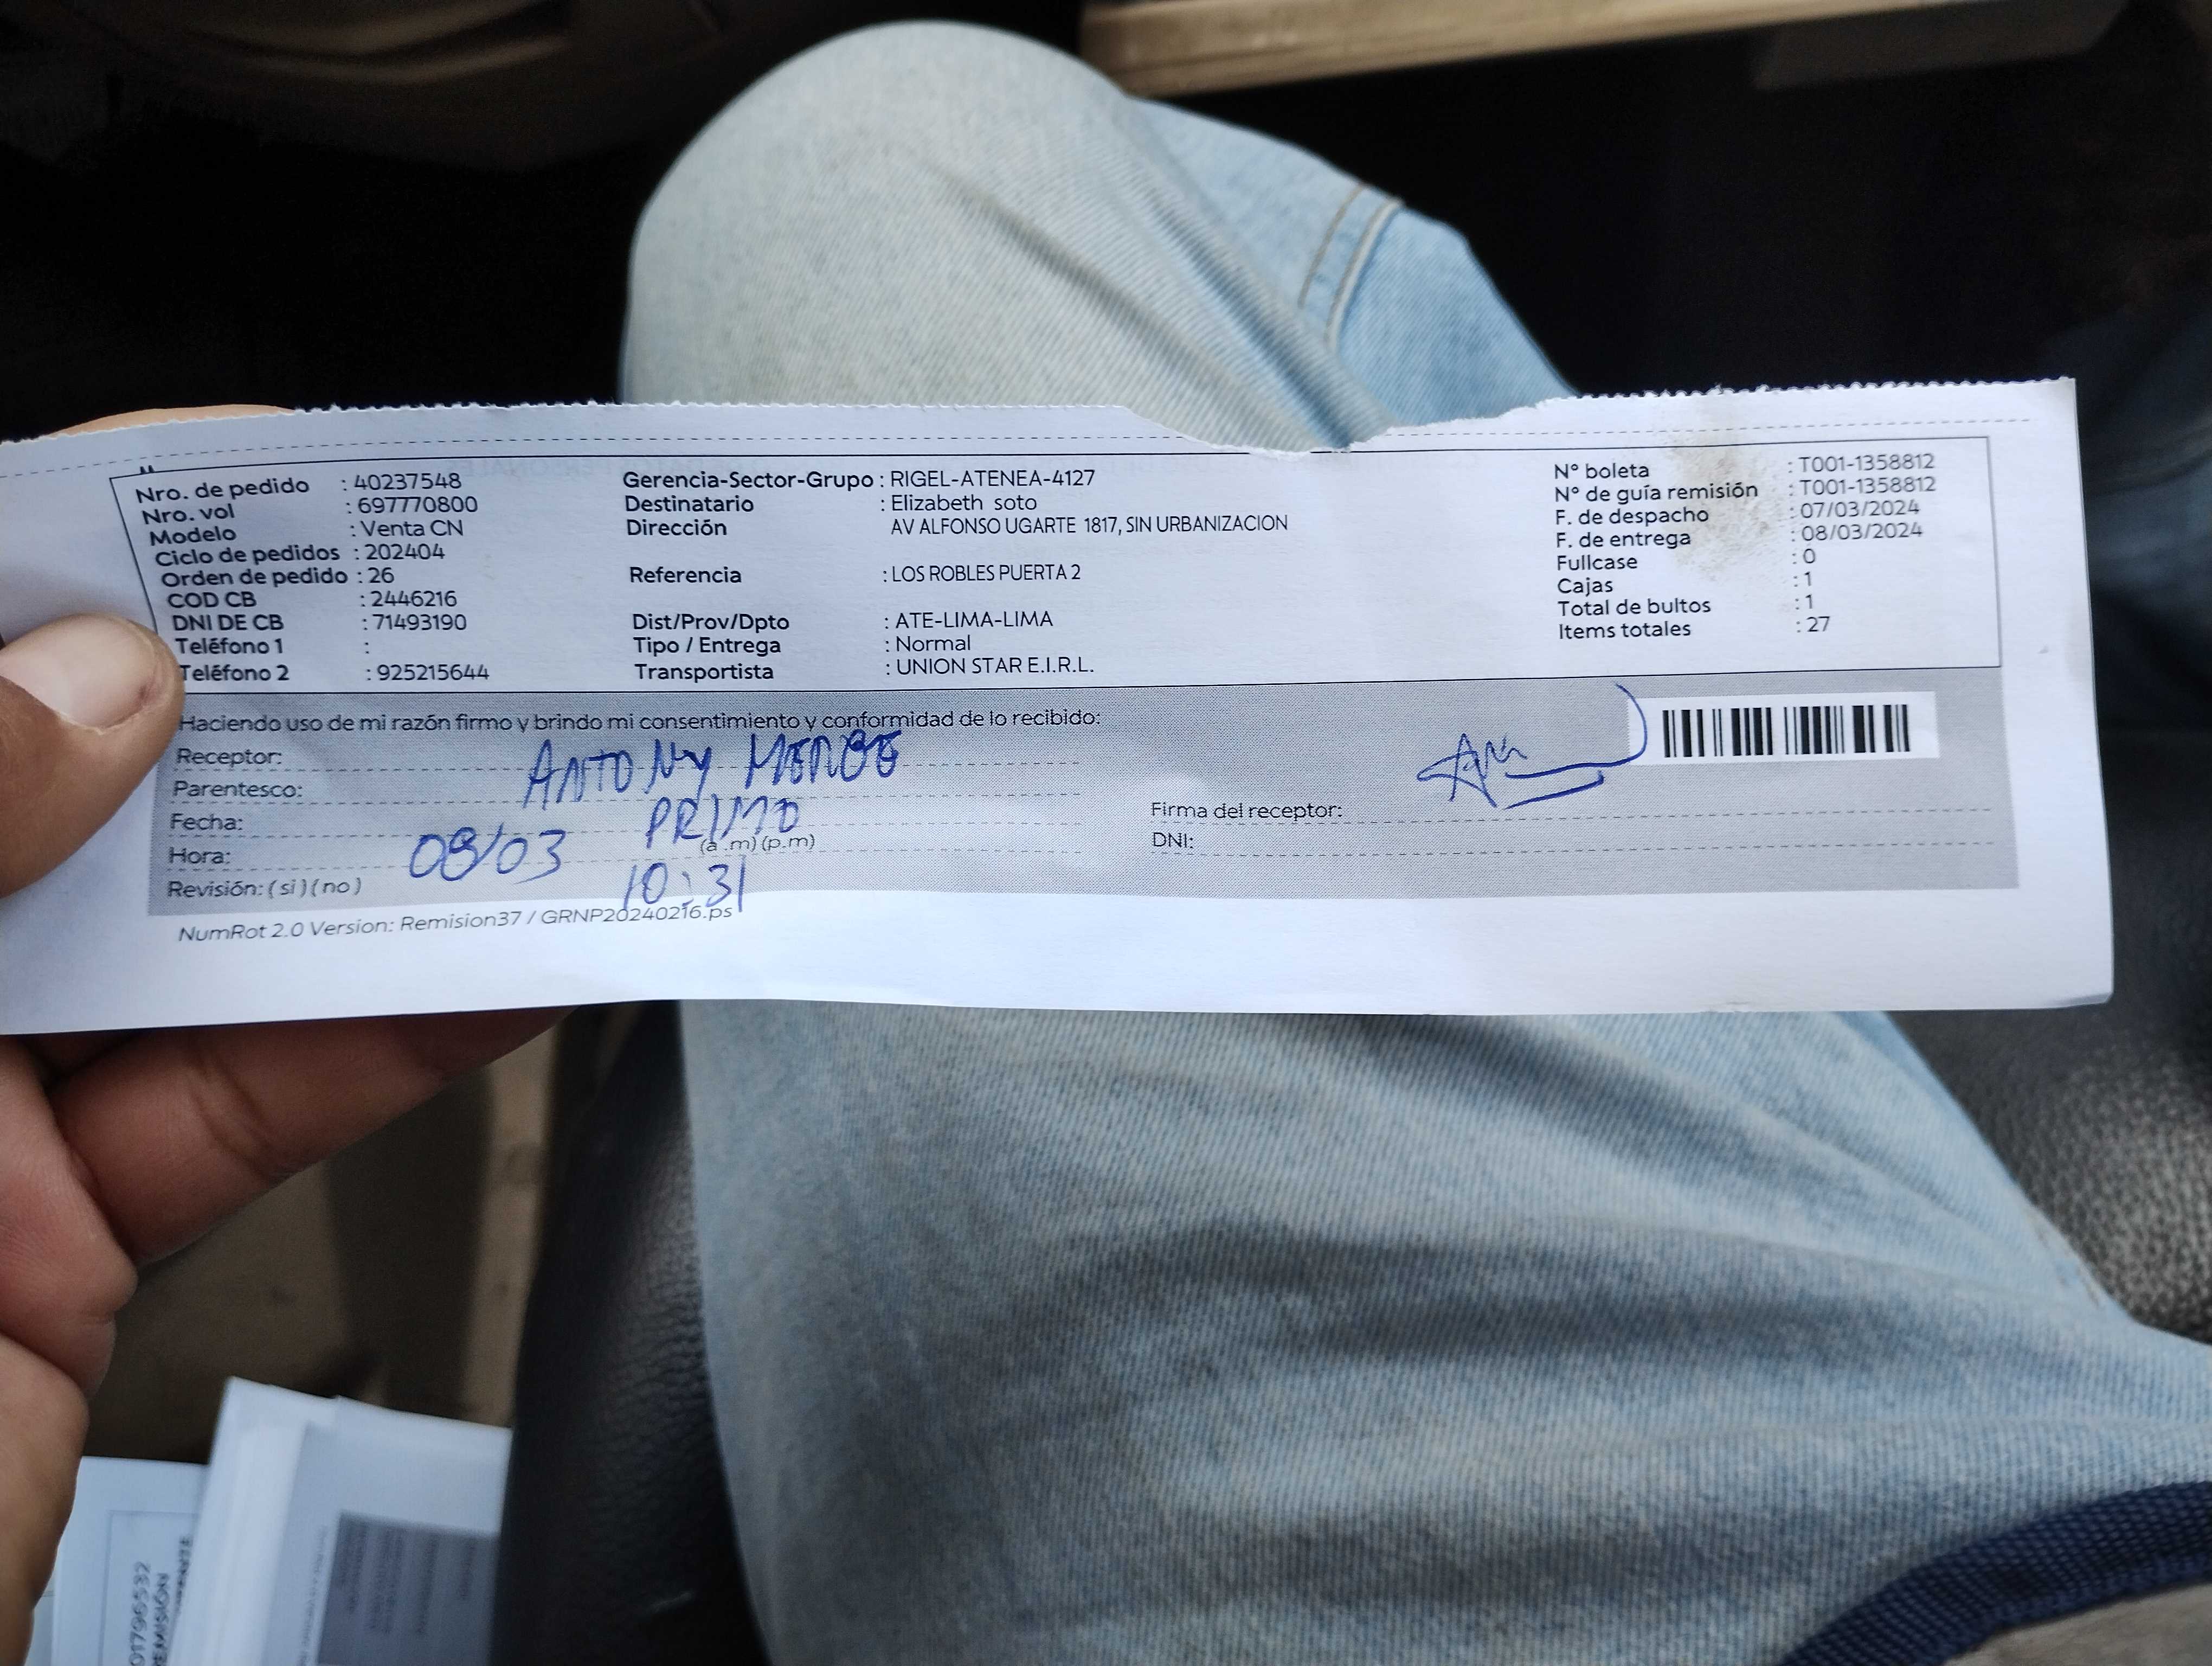 Nro. de pedido : 40237548
Nro. vol : 697770800
Modelo : Venta CN
Ciclo de pedidos : 202404
Orden de pedido : 26
COD CB : 2446216
DNI DE CB : 71493190
Teléfono 1 :
Teléfono 2 : 925215644
Gerencia-Sector-Grupo : RIGEL-ATENEA-4127
Destinatario : Elizabeth soto
Dirección AV ALFONSO UGARTE 1817, SIN URBANIZACION
Referencia : LOS ROBLES PUERTA 2
Dist/Prov/Dpto : ATE-LIMA-LIMA
Tipo / Entrega : Normal
Transportista : UNION STAR E.I.R.L.
N° boleta : T001-1358812
N° de guía remisión : T001-1358812
F. de despacho : 07/03/2024
F. de entrega : 08/03/2024
Fullcase : 0
Cajas : 1
Total de bultos : 1
Items totales : 27
Haciendo uso de mi razón firmo y brindo mi consentimiento y conformidad de lo recibido:
Receptor: ANTONY
Parentesco: PRIMO
Fecha: 08/03
Hora: 10:31 (a .m) (p.m)
Revisión: ( si ) ( no )
Firma del receptor:
DNI:
NumRot 2.0 Version: Remision37 / GRNP20240216.ps